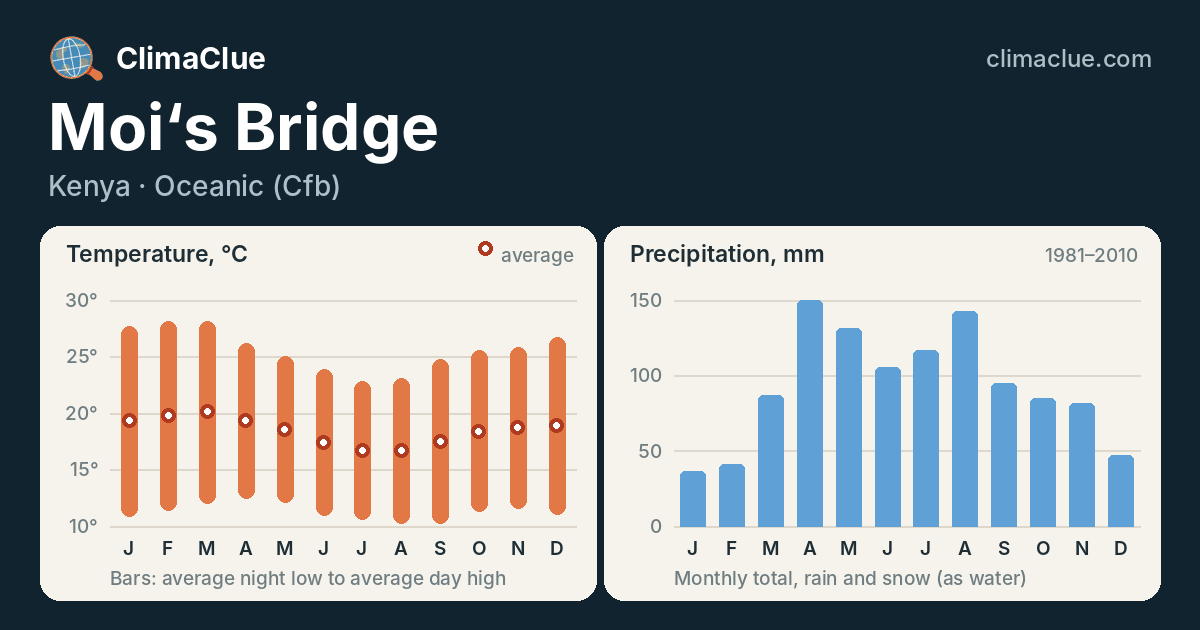 ClimaClue
climaclue.com
Moi‘s Bridge
Kenya · Oceanic (Cfb)
Temperature, °C
average
30°
25°
20°
15°
10°
J F M A M J J A S O N D
Bars: average night low to average day high
Precipitation, mm
1981–2010
150
100
50
0
J F M A M J J A S O N D
Monthly total, rain and snow (as water)